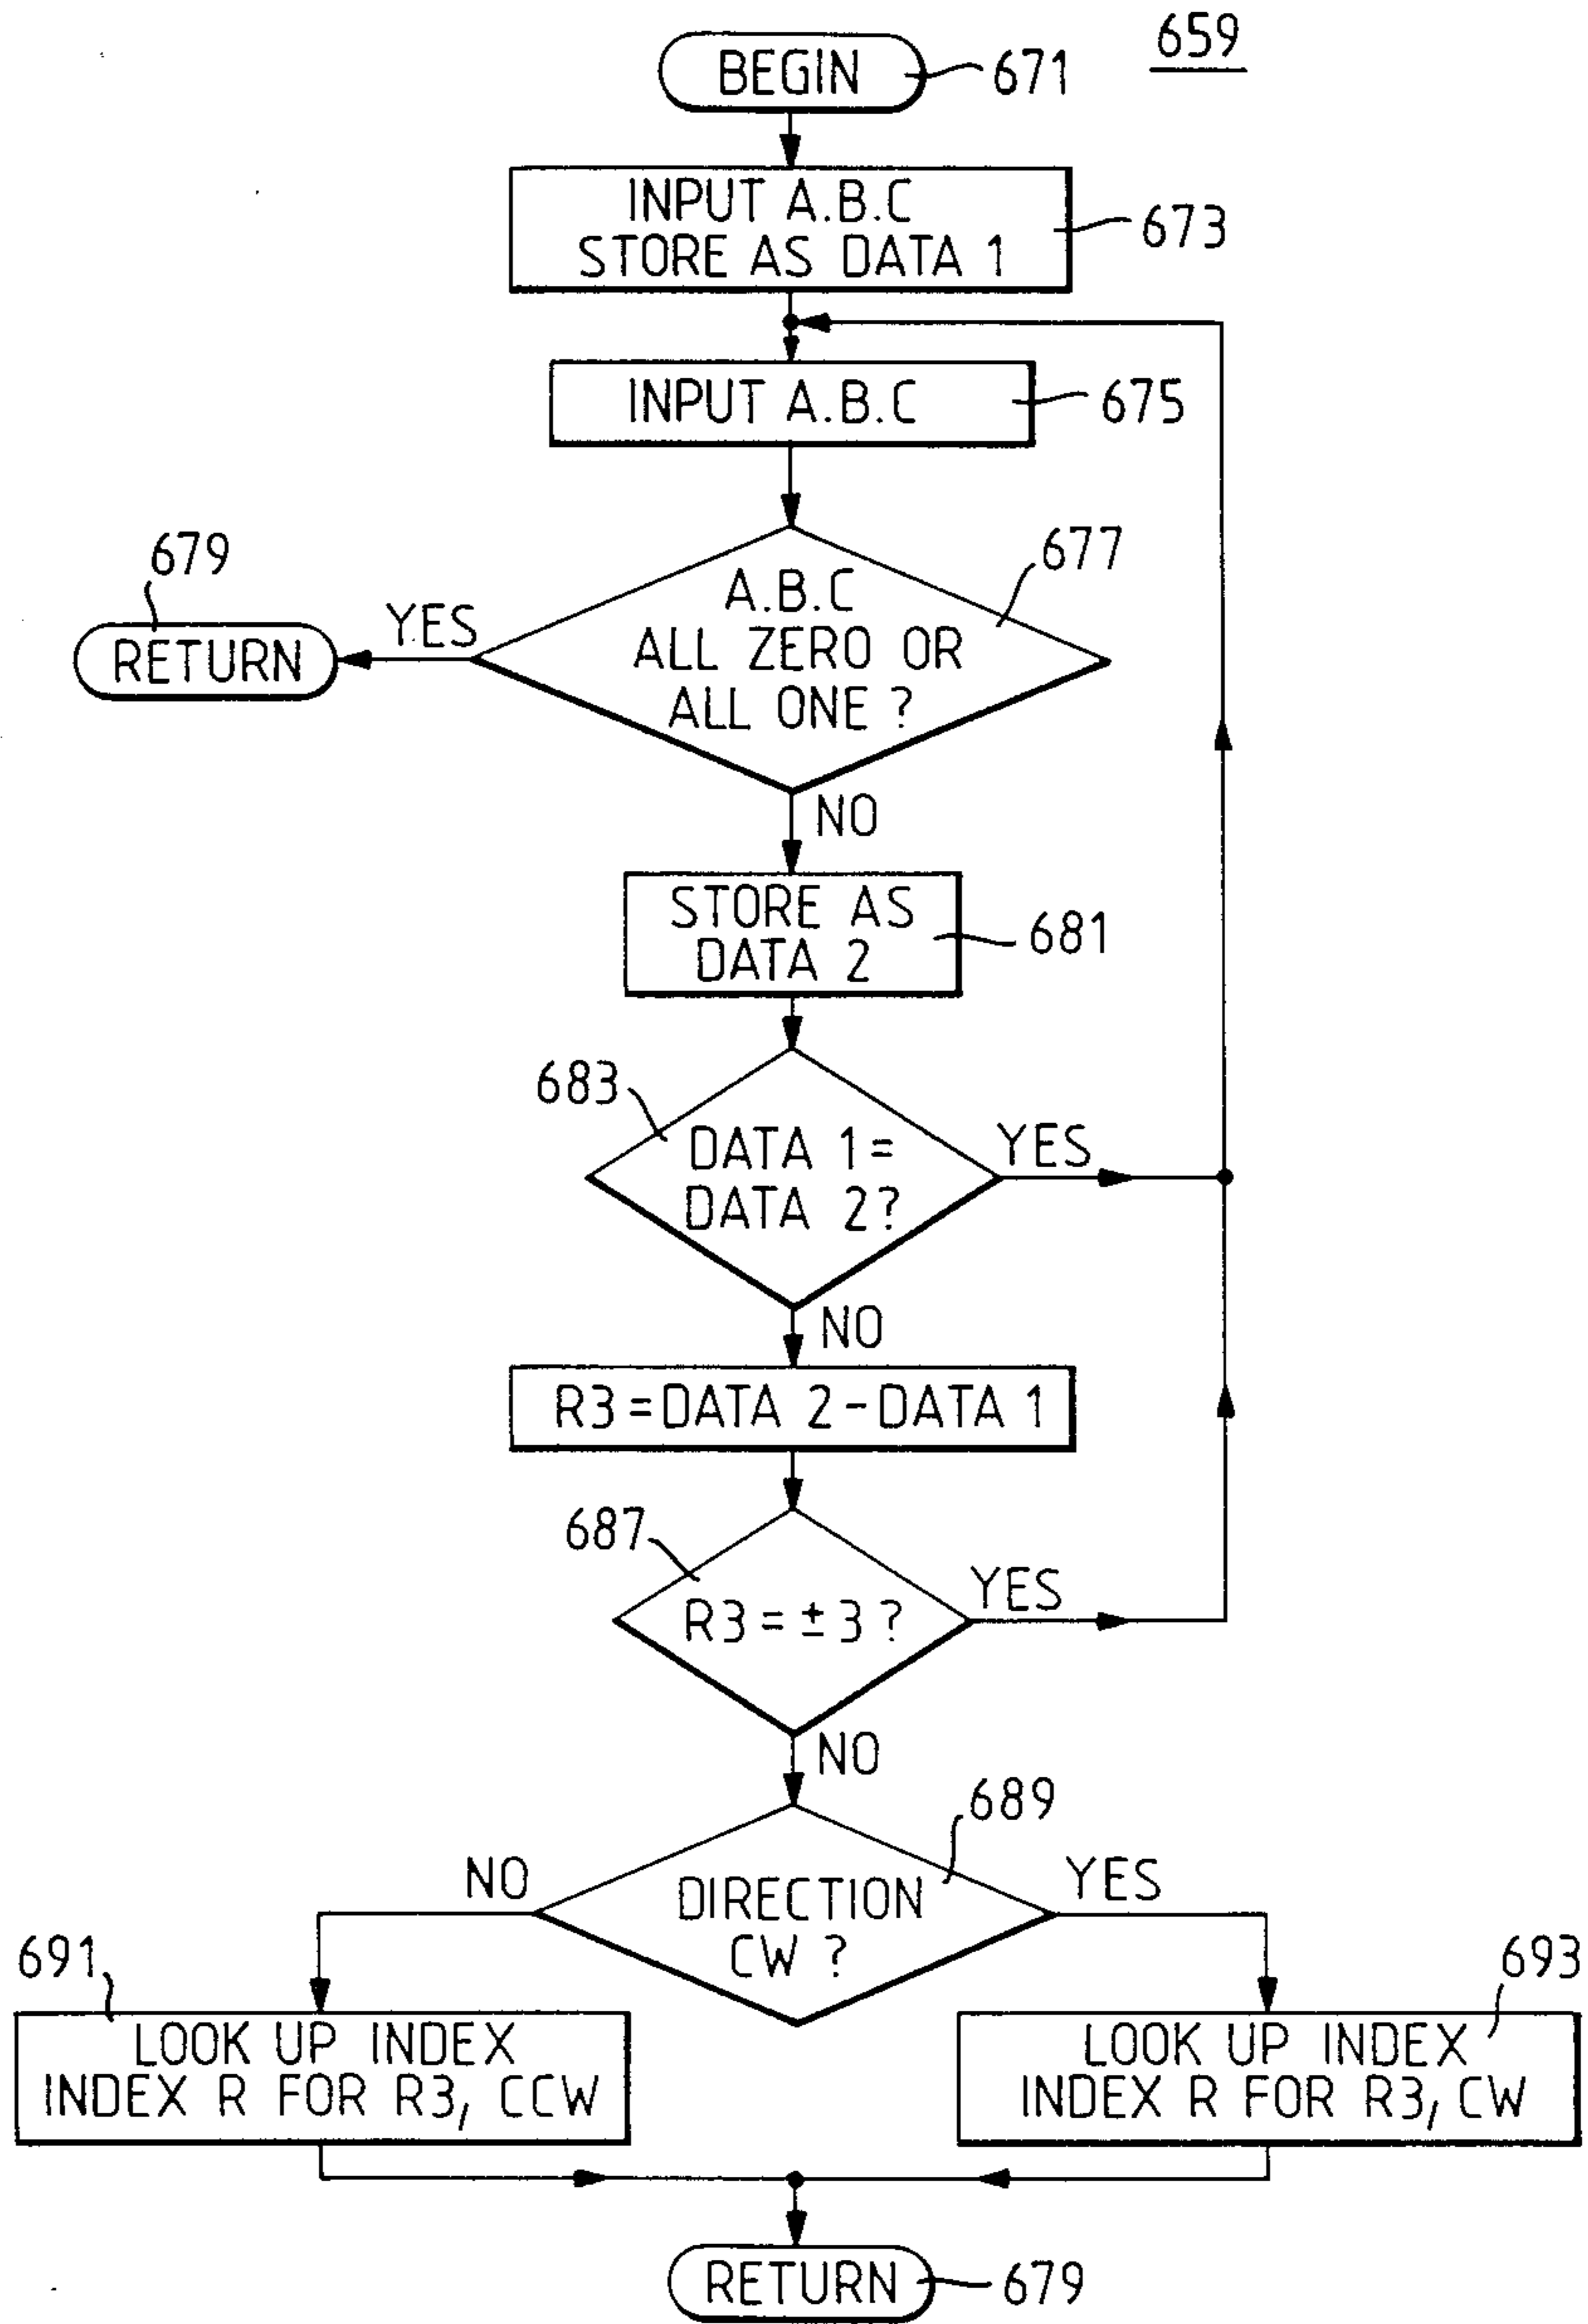 659
BEGIN
671
INPUT A.B.C
STORE AS DATA 1
673
INPUT A.B.C
675
679
RETURN
YES
A.B.C
ALL ZERO OR
ALL ONE ?
677
NO
STORE AS
DATA 2
681
683
DATA 1=
DATA 2?
YES
NO
R3=DATA 2-DATA 1
687
R3=±3?
YES
NO
689
DIRECTION
CW ?
NO
YES
691
LOOK UP INDEX
INDEX R FOR R3, CCW
693
LOOK UP INDEX
INDEX R FOR R3, CW
RETURN
679